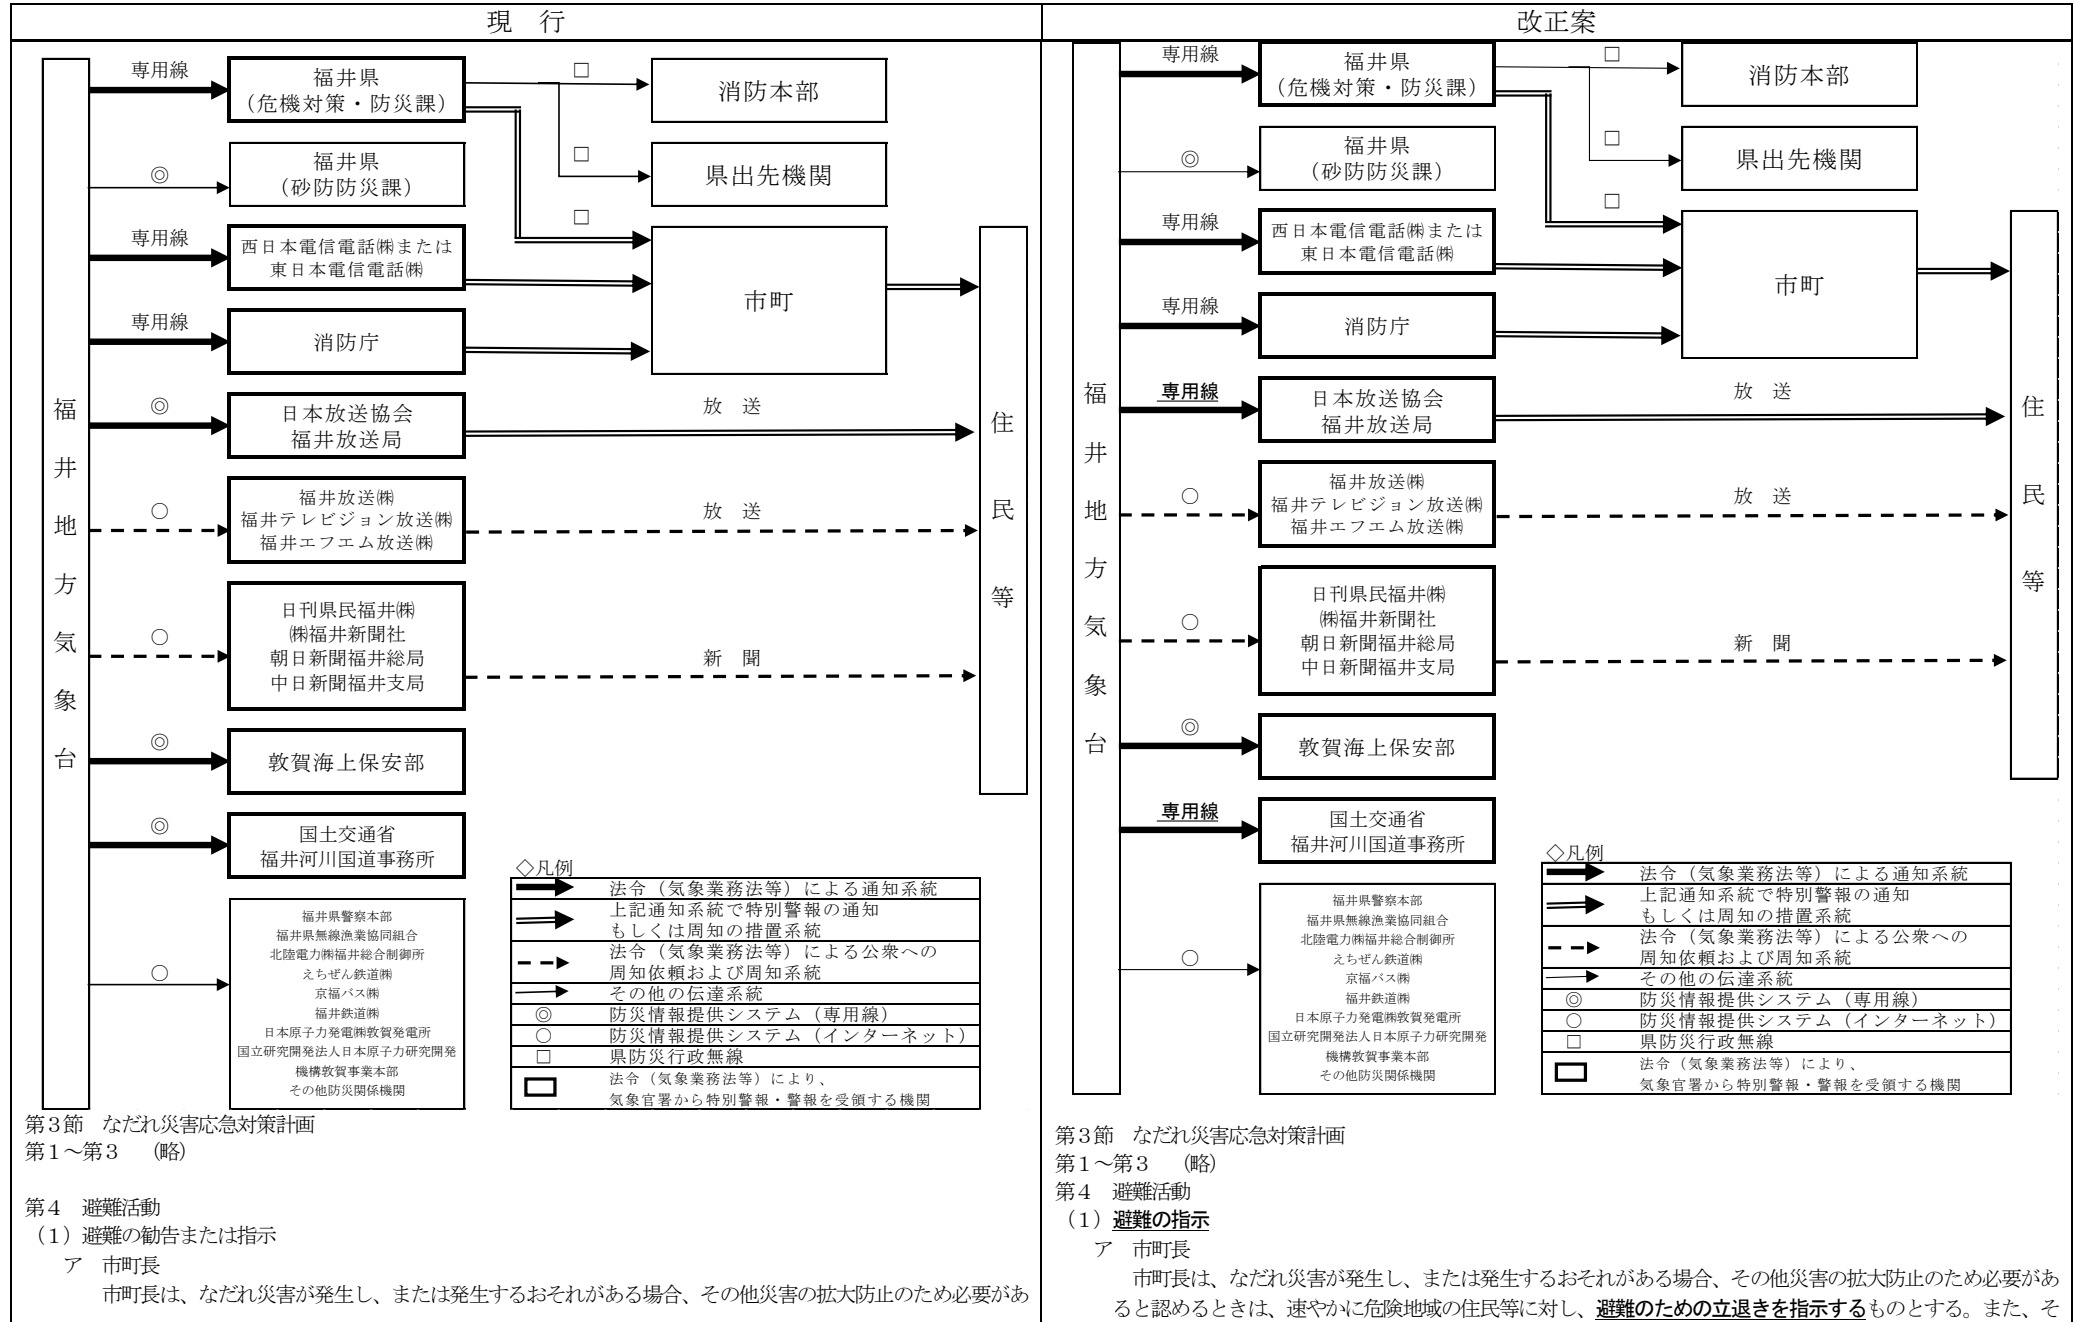 現　行
専用線
福井県
（危機対策・防災課）
□
消防本部
◎
福井県
（砂防防災課）
□
県出先機関
□
専用線
西日本電信電話㈱または
東日本電信電話㈱
市町
専用線
消防庁
◎
日本放送協会
福井放送局
放　送
○
福井放送㈱
福井テレビジョン放送㈱
福井エフエム放送㈱
放　送
○
日刊県民福井㈱
㈱福井新聞社
朝日新聞福井総局
中日新聞福井支局
新　聞
福井地方気象台
住民等
◎
敦賀海上保安部
◎
国土交通省
福井河川国道事務所
○
福井県警察本部
福井県無線漁業協同組合
北陸電力㈱福井総合制御所
えちぜん鉄道㈱
京福バス㈱
福井鉄道㈱
日本原子力発電㈱敦賀発電所
国立研究開発法人日本原子力研究開発
機構敦賀事業本部
その他防災関係機関
◇凡例
法令（気象業務法等）による通知系統
上記通知系統で特別警報の通知
もしくは周知の措置系統
法令（気象業務法等）による公衆への
周知依頼および周知系統
その他の伝達系統
◎　防災情報提供システム（専用線）
○　防災情報提供システム（インターネット）
□　県防災行政無線
法令（気象業務法等）により、
気象官署から特別警報・警報を受領する機関
第３節　なだれ災害応急対策計画
第１～第３　（略）
第４　避難活動
（１）避難の勧告または指示
ア　市町長
市町長は、なだれ災害が発生し、または発生するおそれがある場合、その他災害の拡大防止のため必要があ
改正案
専用線
福井県
（危機対策・防災課）
□
消防本部
◎
福井県
（砂防防災課）
□
県出先機関
□
専用線
西日本電信電話㈱または
東日本電信電話㈱
市町
専用線
消防庁
専用線
日本放送協会
福井放送局
放　送
○
福井放送㈱
福井テレビジョン放送㈱
福井エフエム放送㈱
放　送
○
日刊県民福井㈱
㈱福井新聞社
朝日新聞福井総局
中日新聞福井支局
新　聞
福井地方気象台
住民等
◎
敦賀海上保安部
専用線
国土交通省
福井河川国道事務所
○
福井県警察本部
福井県無線漁業協同組合
北陸電力㈱福井総合制御所
えちぜん鉄道㈱
京福バス㈱
福井鉄道㈱
日本原子力発電㈱敦賀発電所
国立研究開発法人日本原子力研究開発
機構敦賀事業本部
その他防災関係機関
◇凡例
法令（気象業務法等）による通知系統
上記通知系統で特別警報の通知
もしくは周知の措置系統
法令（気象業務法等）による公衆への
周知依頼および周知系統
その他の伝達系統
◎　防災情報提供システム（専用線）
○　防災情報提供システム（インターネット）
□　県防災行政無線
法令（気象業務法等）により、
気象官署から特別警報・警報を受領する機関
第３節　なだれ災害応急対策計画
第１～第３　（略）
第４　避難活動
（１）避難の指示
ア　市町長
市町長は、なだれ災害が発生し、または発生するおそれがある場合、その他災害の拡大防止のため必要があ
ると認めるときは、速やかに危険地域の住民等に対し、避難のための立退きを指示するものとする。また、そ